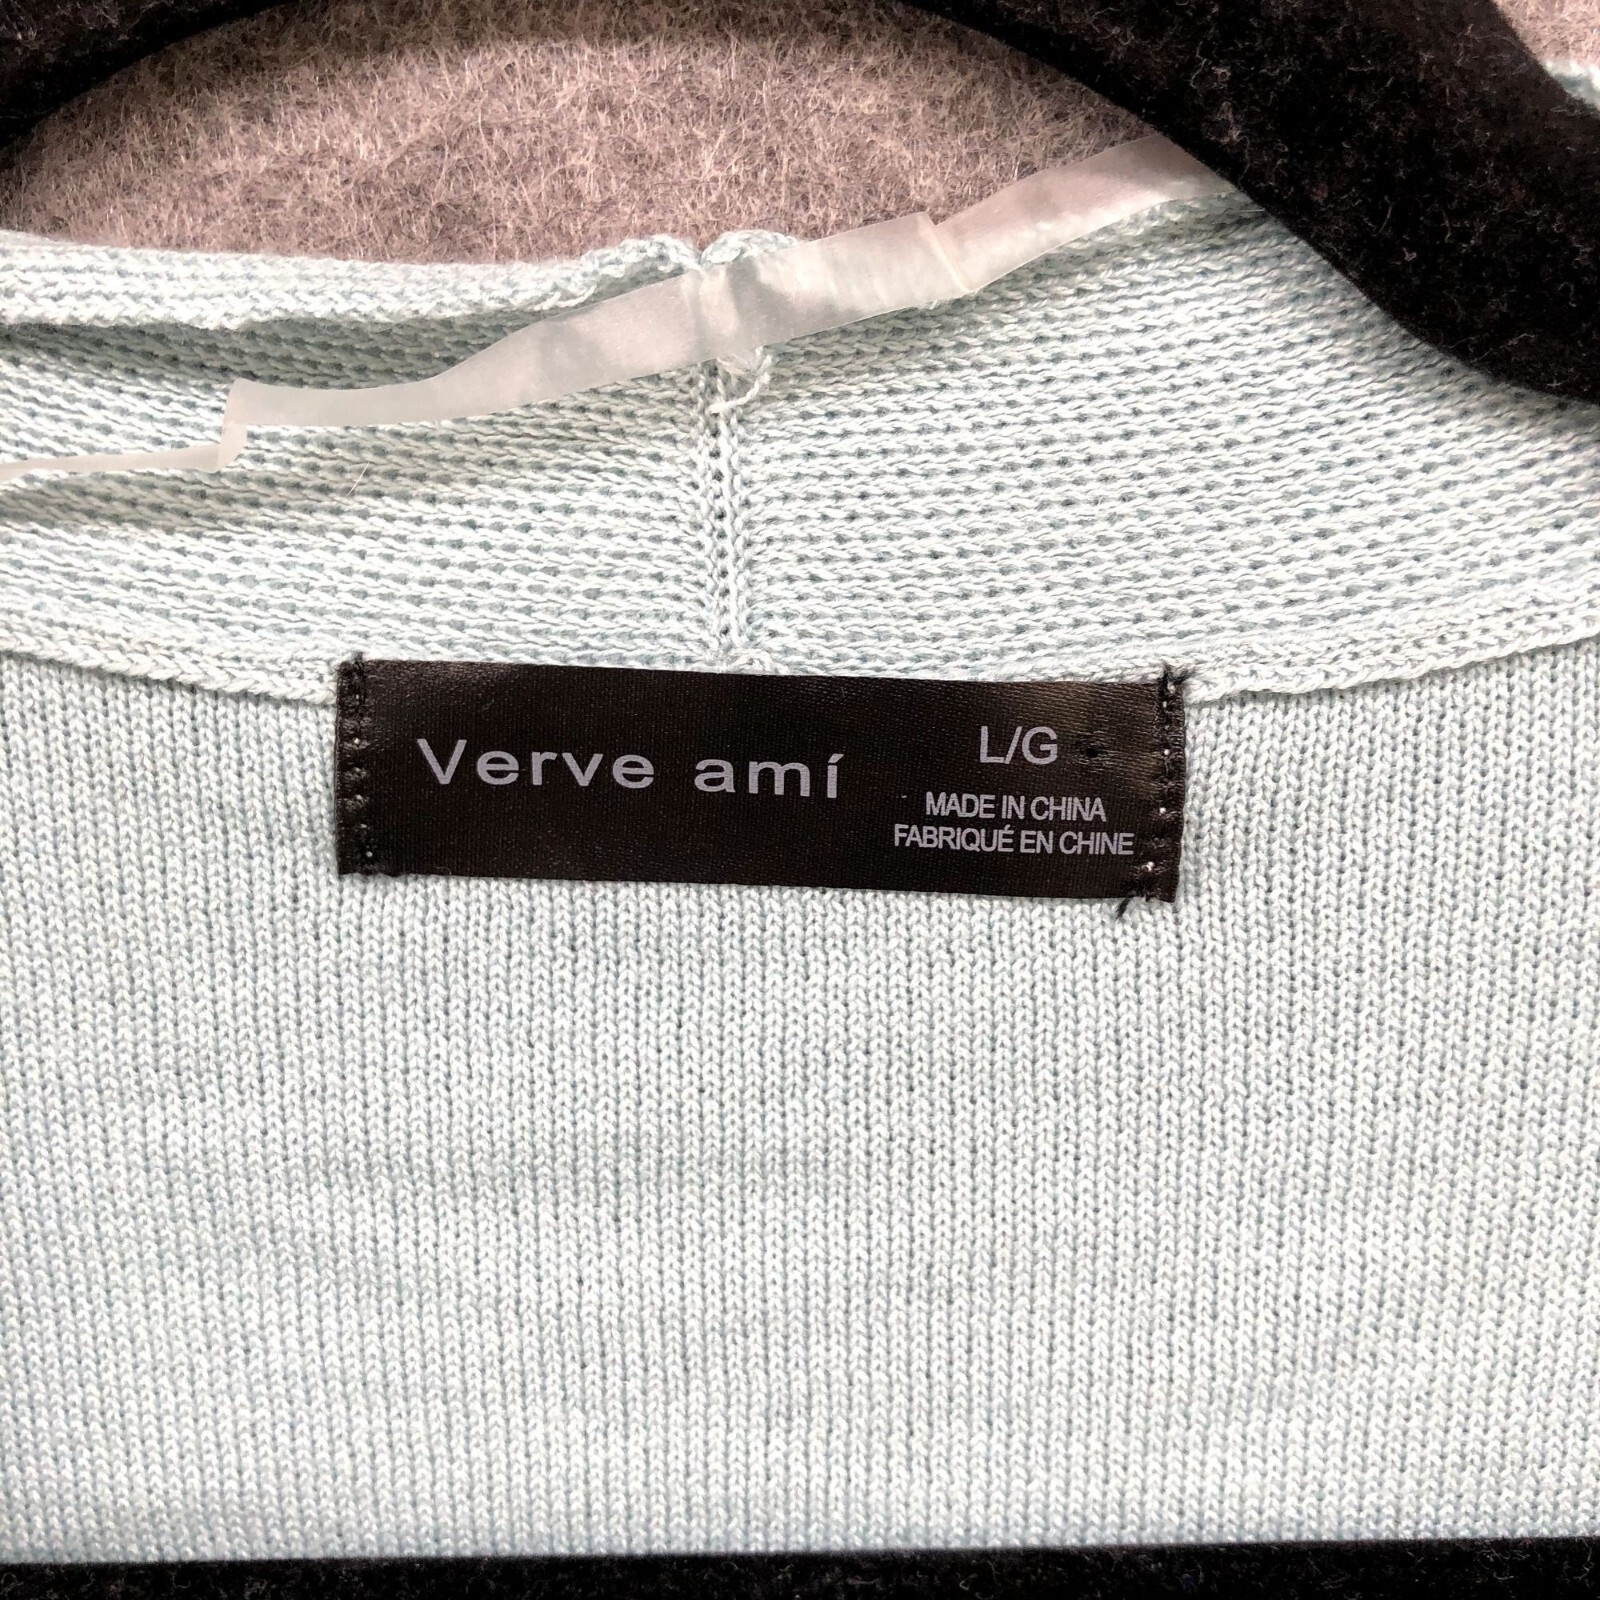 Verve amí
L/G
MADE IN CHINA
FABRIQUÉ EN CHINE